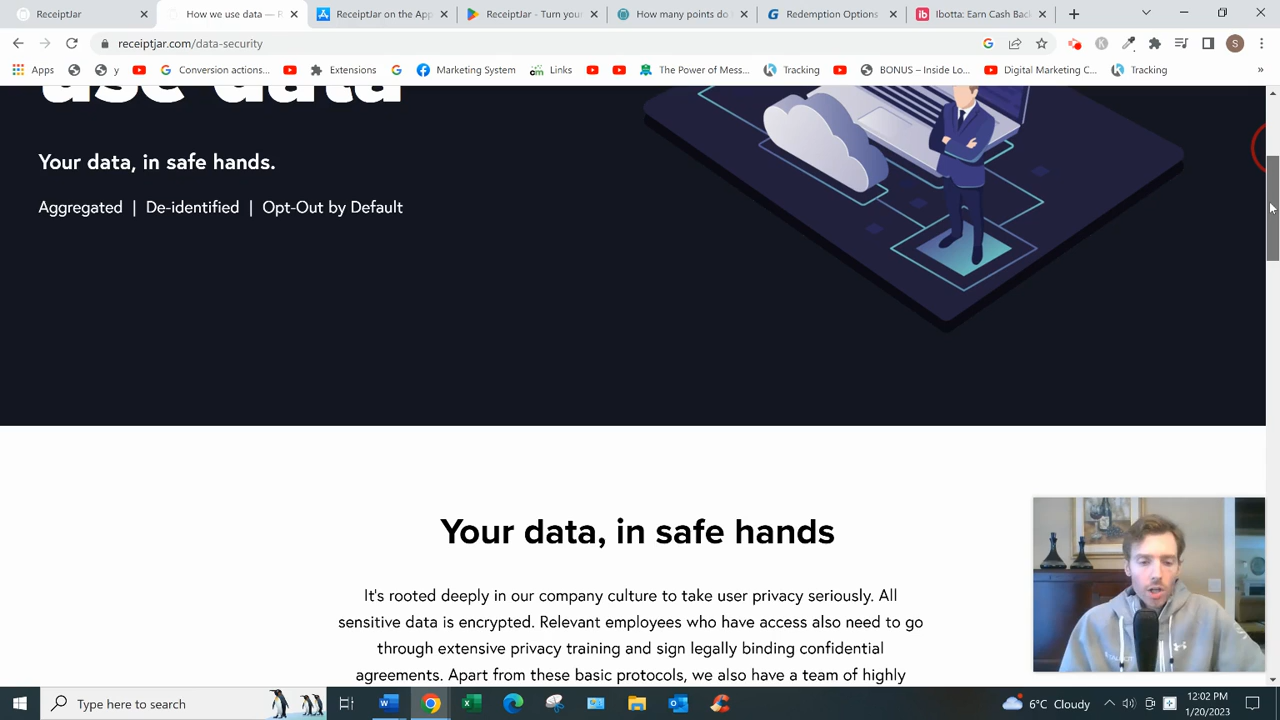 ReceiptJar
How we use data — R
ReceiptJar on the App
ReceiptJar - Turn your
How many points do
Redemption Options
Ibotta: Earn Cash Back
receiptjar.com/data-security
S
Apps
y
Conversion actions...
Extensions
Marketing System
Links
The Power of Mess...
Tracking
BONUS – Inside Lo...
Digital Marketing C...
Tracking
»
use data
Your data, in safe hands.
Aggregated | De-identified | Opt-Out by Default
Your data, in safe hands
It's rooted deeply in our company culture to take user privacy seriously. All
sensitive data is encrypted. Relevant employees who have access also need to go
through extensive privacy training and sign legally binding confidential
agreements. Apart from these basic protocols, we also have a team of highly
Type here to search
6°C Cloudy
12:02 PM
1/20/2023